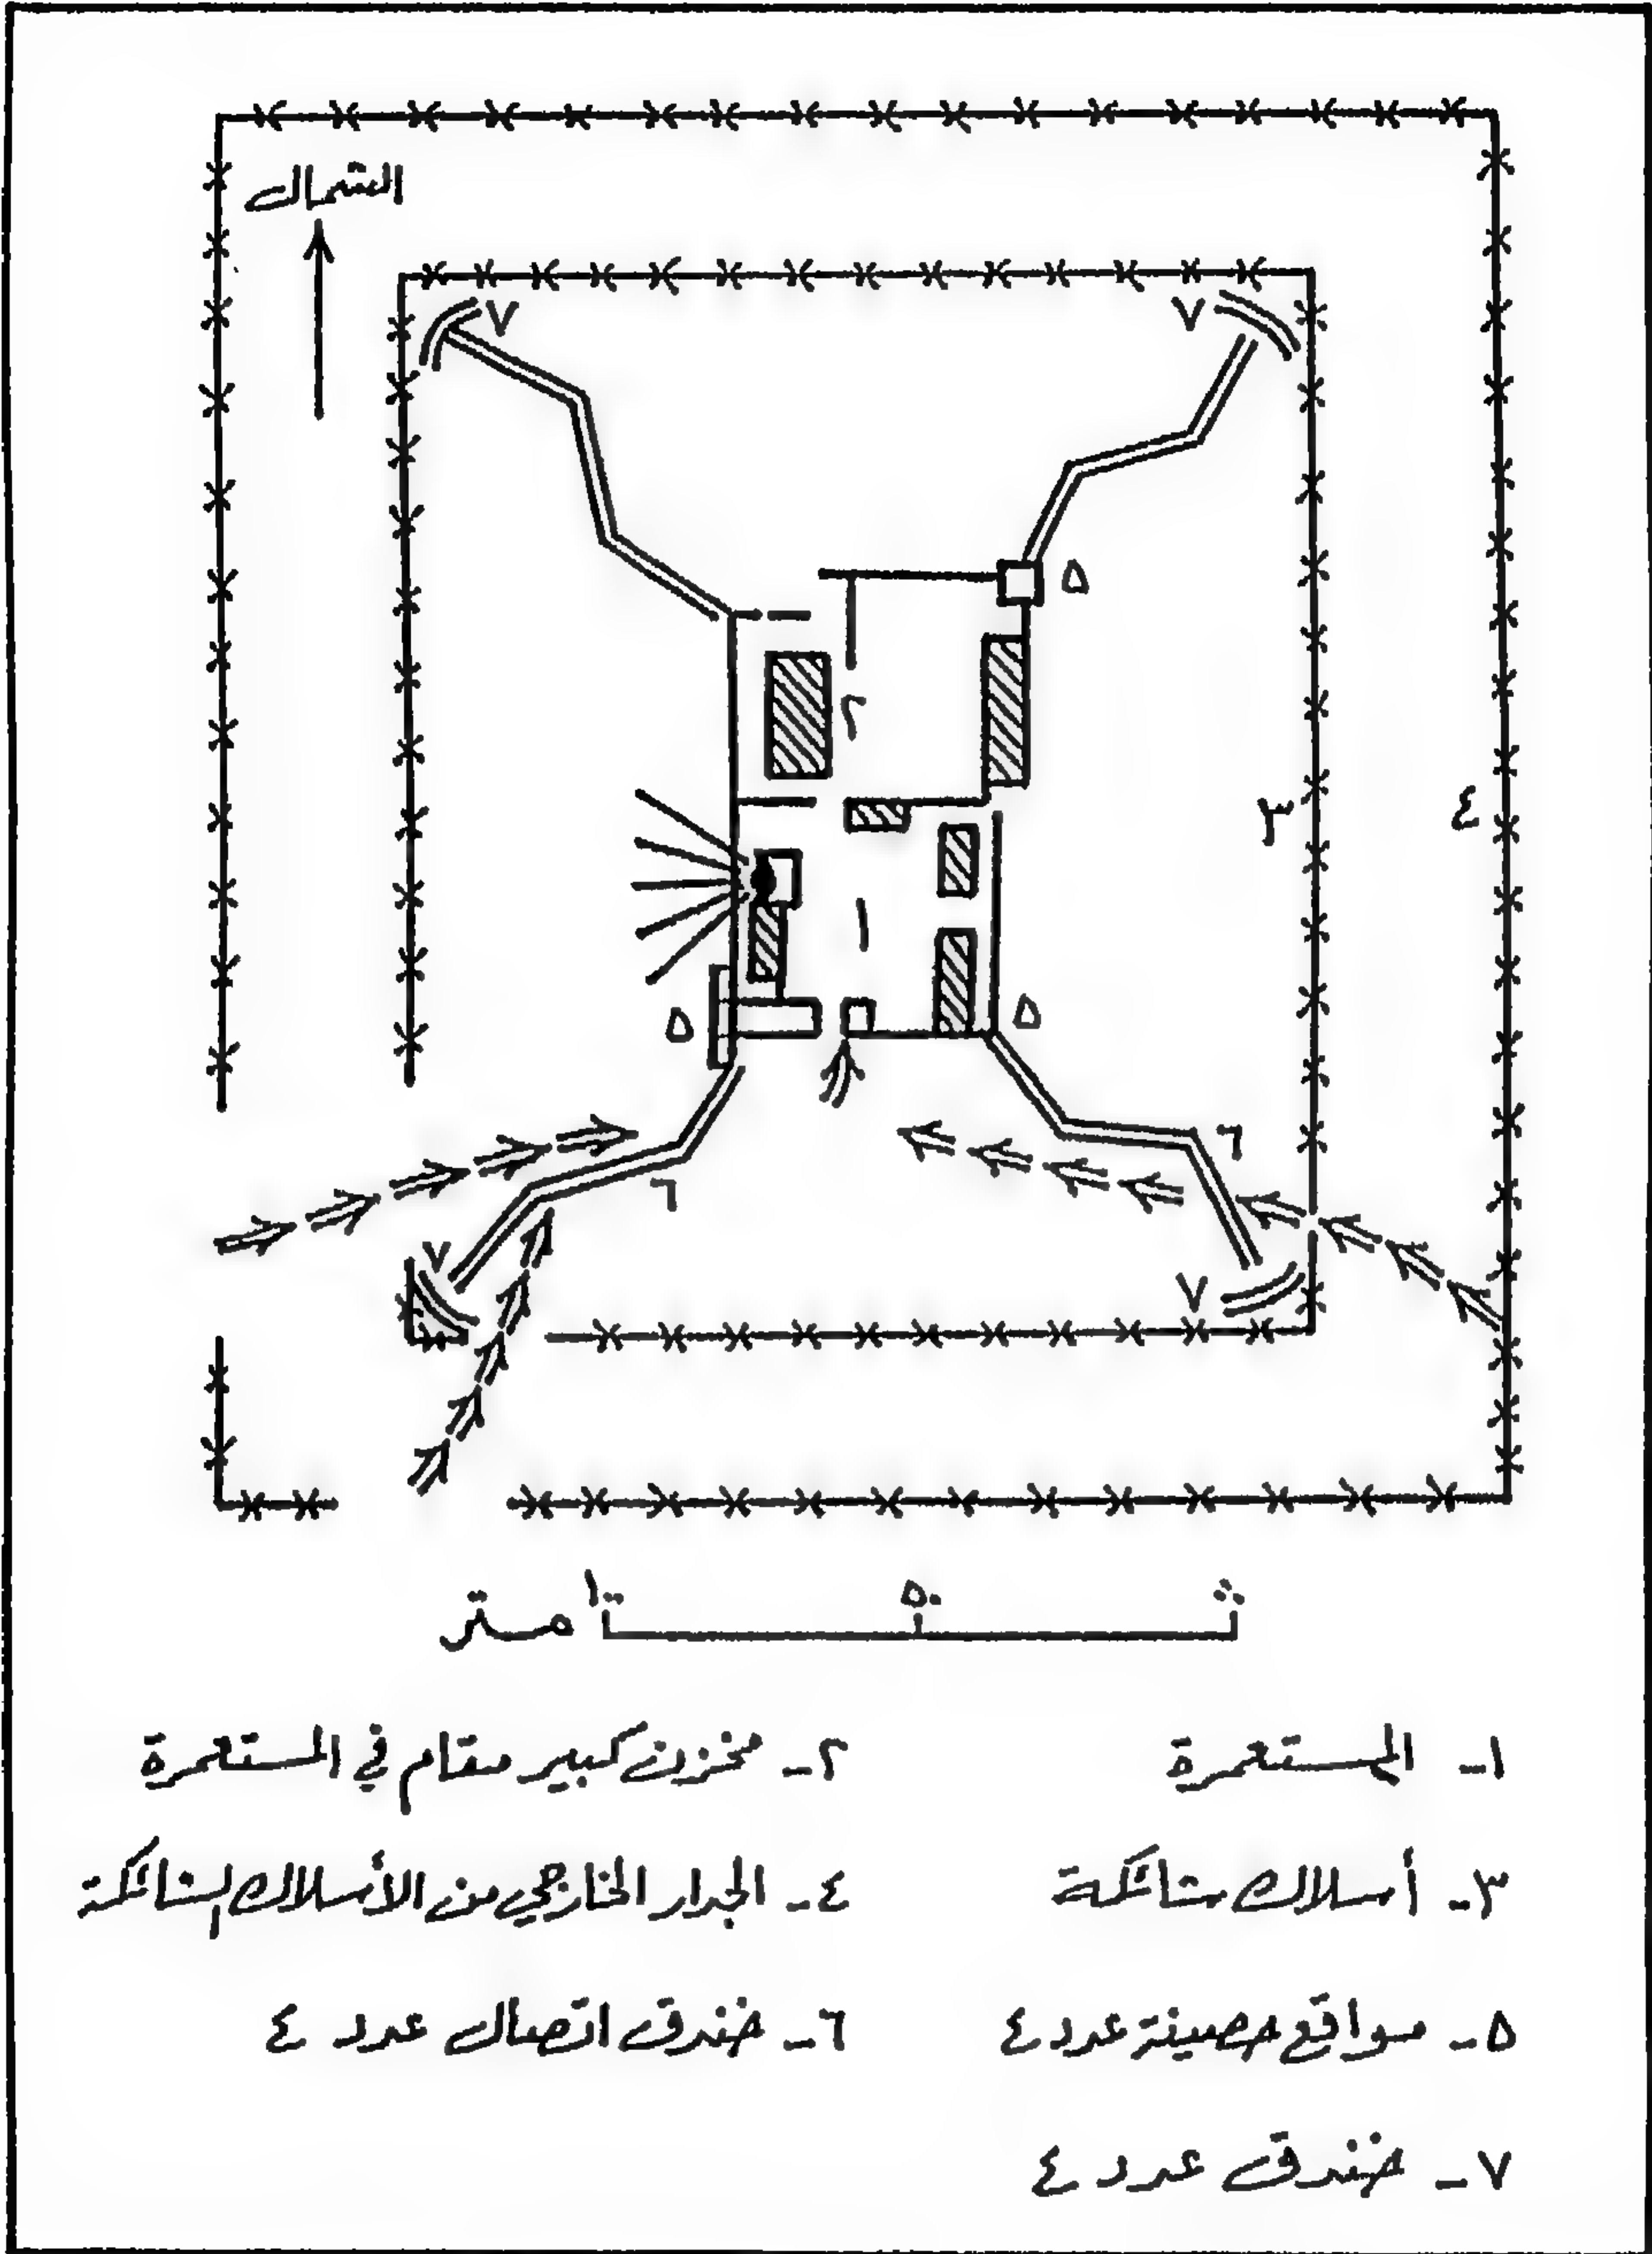 الشمال
٧ ٧
٥
٢
٣ ٤
١
٥ ٥
٦
٦
٧ ٧
٠٠ ٥٠ ١٠٠ متر
١- المستعمرة ٢- مخزن كبير مقام في المستعمرة
٣- أسلاك شائكة ٤- الجدار الخارجي من الأسلاك الشائكة
٥- مواقع حصينة عدد ٤ ٦- خندق اتصال عدد ٤
٧- خندق عدد ٤